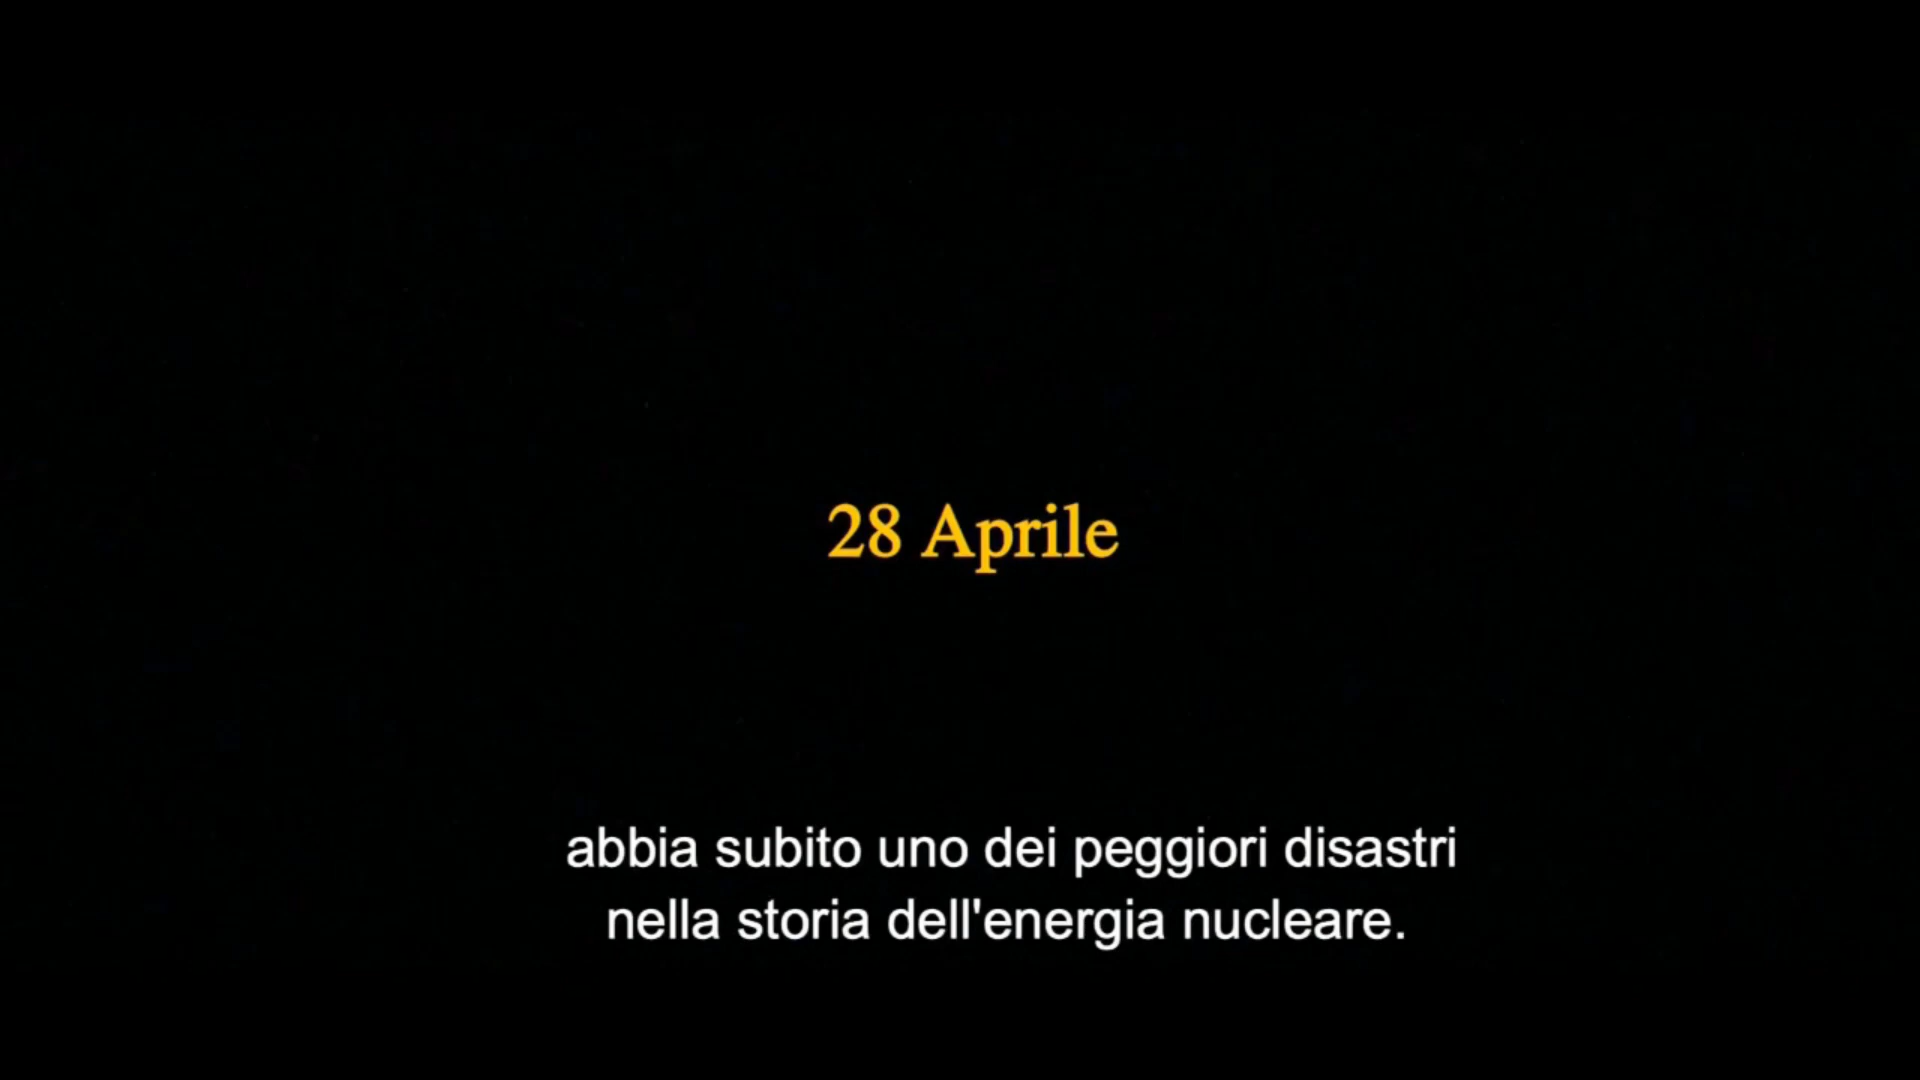 28 Aprile
abbia subito uno dei peggiori disastri
nella storia dell'energia nucleare.